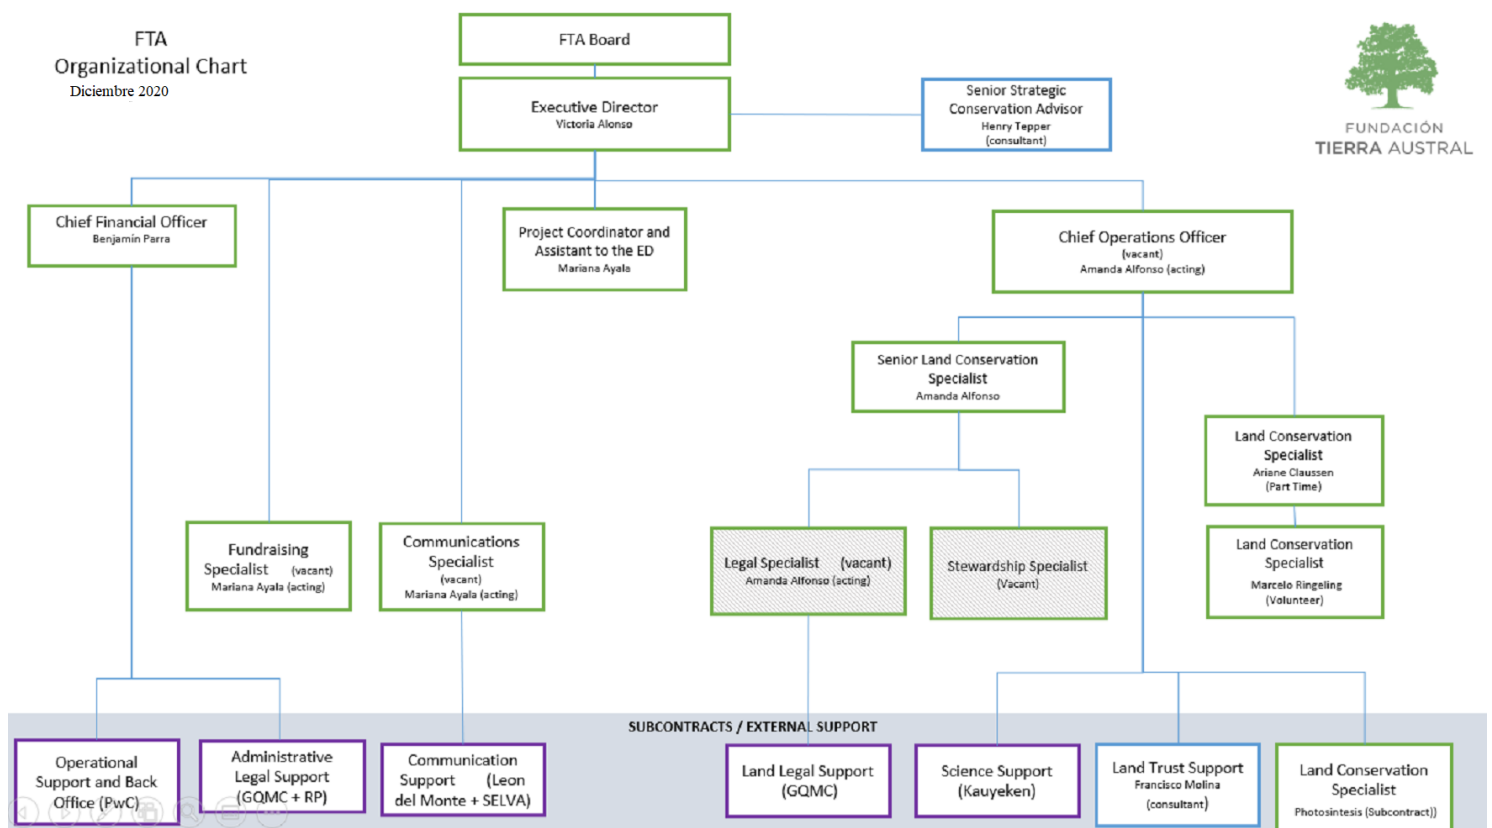 FTA
Organizational Chart
Diciembre 2020
FTA Board
Executive Director
Victoria Alonso
Senior Strategic
Conservation Advisor
Henry Tepper
(consultant)
FUNDACIÓN
TIERRA AUSTRAL
Chief Financial Officer
Benjamín Parra
Project Coordinator and
Assistant to the ED
Mariana Ayala
Chief Operations Officer
(vacant)
Amanda Alfonso (acting)
Senior Land Conservation
Specialist
Amanda Alfonso
Land Conservation
Specialist
Ariane Claussen
(Part Time)
Fundraising
Specialist (vacant)
Mariana Ayala (acting)
Communications
Specialist
(vacant)
Mariana Ayala (acting)
Legal Specialist (vacant)
Amanda Alfonso (acting)
Stewardship Specialist
(Vacant)
Land Conservation
Specialist
Marcelo Ringeling
(Volunteer)
SUBCONTRACTS / EXTERNAL SUPPORT
Operational
Support and Back
Office (PwC)
Administrative
Legal Support
(GQMC + RP)
Communication
Support (Leon
del Monte + SELVA)
Land Legal Support
(GQMC)
Science Support
(Kauyeken)
Land Trust Support
Francisco Molina
(consultant)
Land Conservation
Specialist
Photosintesis (Subcontract))